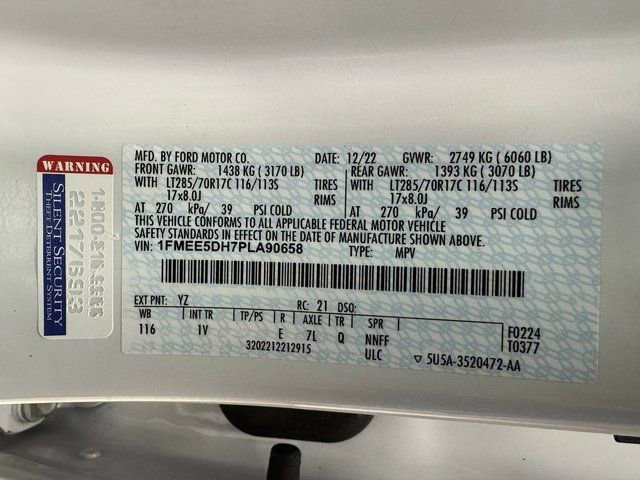 MFD. BY FORD MOTOR CO. DATE: 12/22 GVWR: 2749 KG ( 6060 LB)
FRONT GAWR: 1438 KG ( 3170 LB) REAR GAWR: 1393 KG ( 3070 LB)
WITH LT285/70R17C 116/113S TIRES WITH LT285/70R17C 116/113S TIRES
17x8.0J RIMS 17x8.0J RIMS
AT 270 kPa/ 39 PSI COLD AT 270 kPa/ 39 PSI COLD
THIS VEHICLE CONFORMS TO ALL APPLICABLE FEDERAL MOTOR VEHICLE
SAFETY STANDARDS IN EFFECT ON THE DATE OF MANUFACTURE SHOWN ABOVE.
VIN: 1FMEE5DH7PLA90658 TYPE: MPV
EXT PNT: YZ RC: 21 DSO:
WB INT TR TP/PS R AXLE TR SPR
116 1V E 7L Q NNFF
3202212212915 ULC
F0224
T0377
5U5A-3520472-AA
WARNING
SILENT SECURITY
THEFT DETERRENT SYSTEM